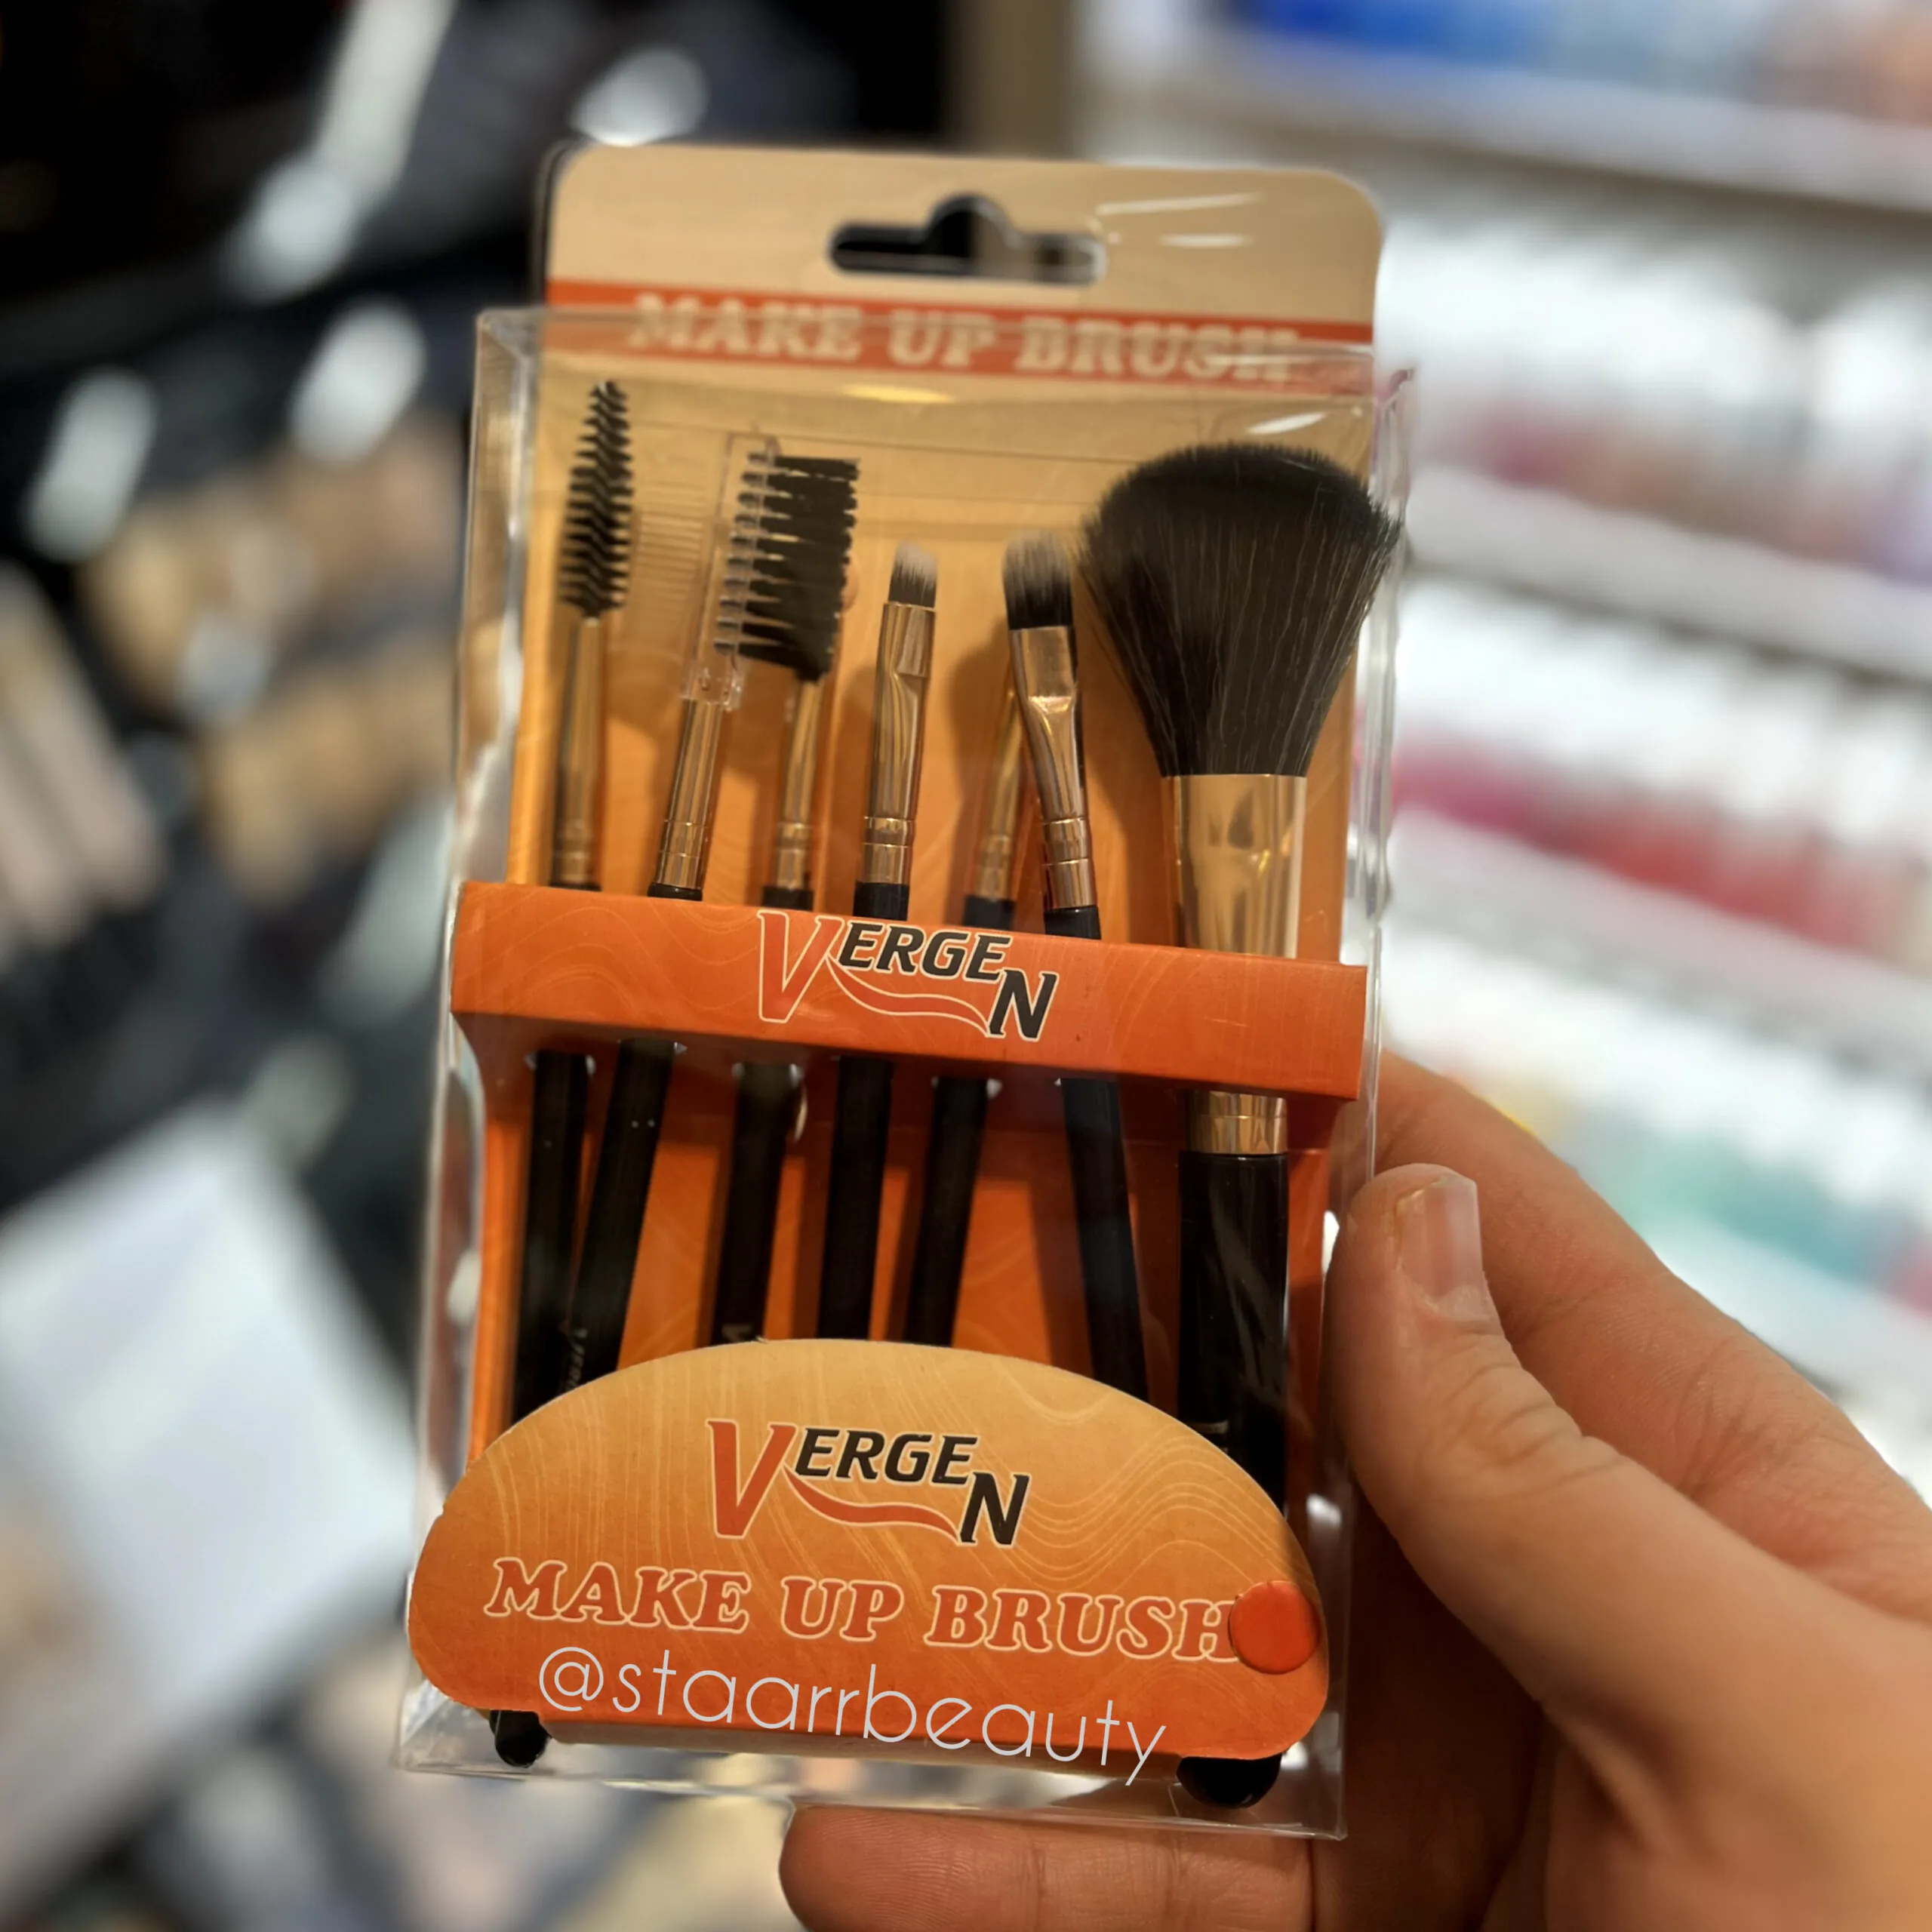 MAKE UP BRUSH
VERGEN
VERGEN
MAKE UP BRUSH
@staarrbeauty